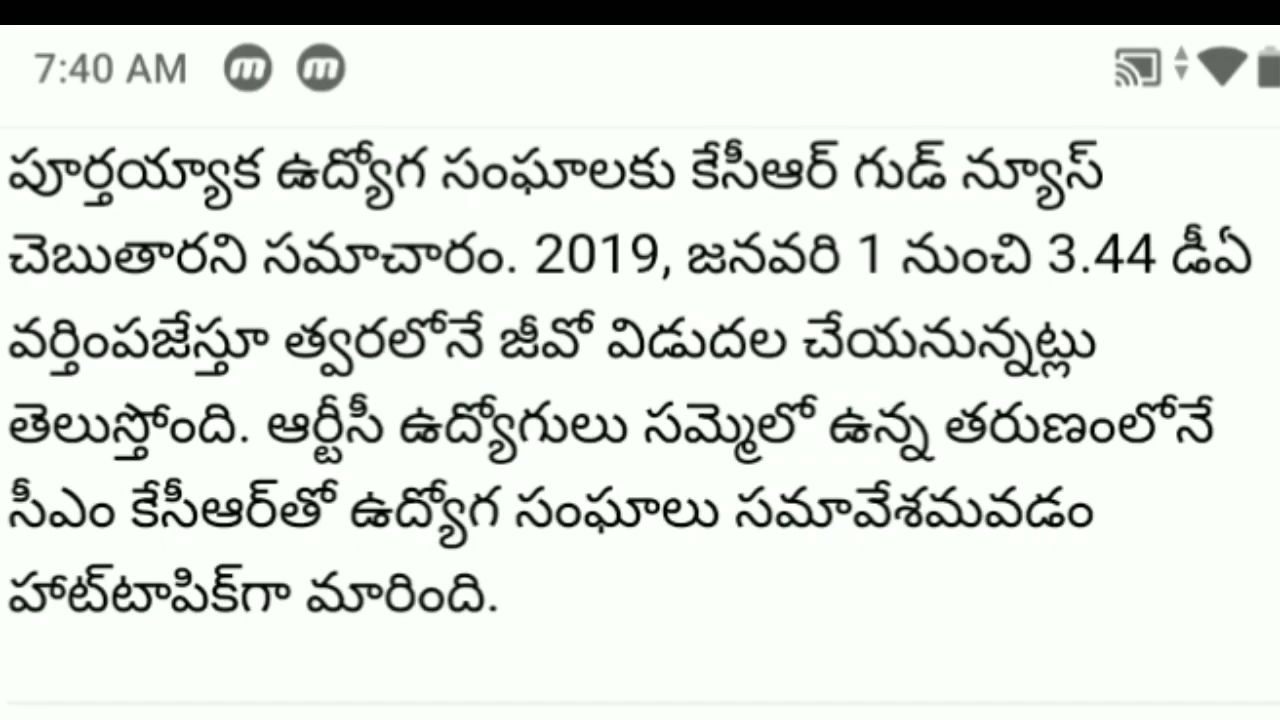 7:40 AM
పూర్తయ్యాక ఉద్యోగ సంఘాలకు కేసీఆర్ గుడ్ న్యూస్
చెబుతారని సమాచారం. 2019, జనవరి 1 నుంచి 3.44 డీఏ
వర్తింపజేస్తూ త్వరలోనే జీవో విడుదల చేయనున్నట్లు
తెలుస్తోంది. ఆర్టీసీ ఉద్యోగులు సమ్మెలో ఉన్న తరుణంలోనే
సీఎం కేసీఆర్‌తో ఉద్యోగ సంఘాలు సమావేశమవడం
హాట్‌టాపిక్‌గా మారింది.